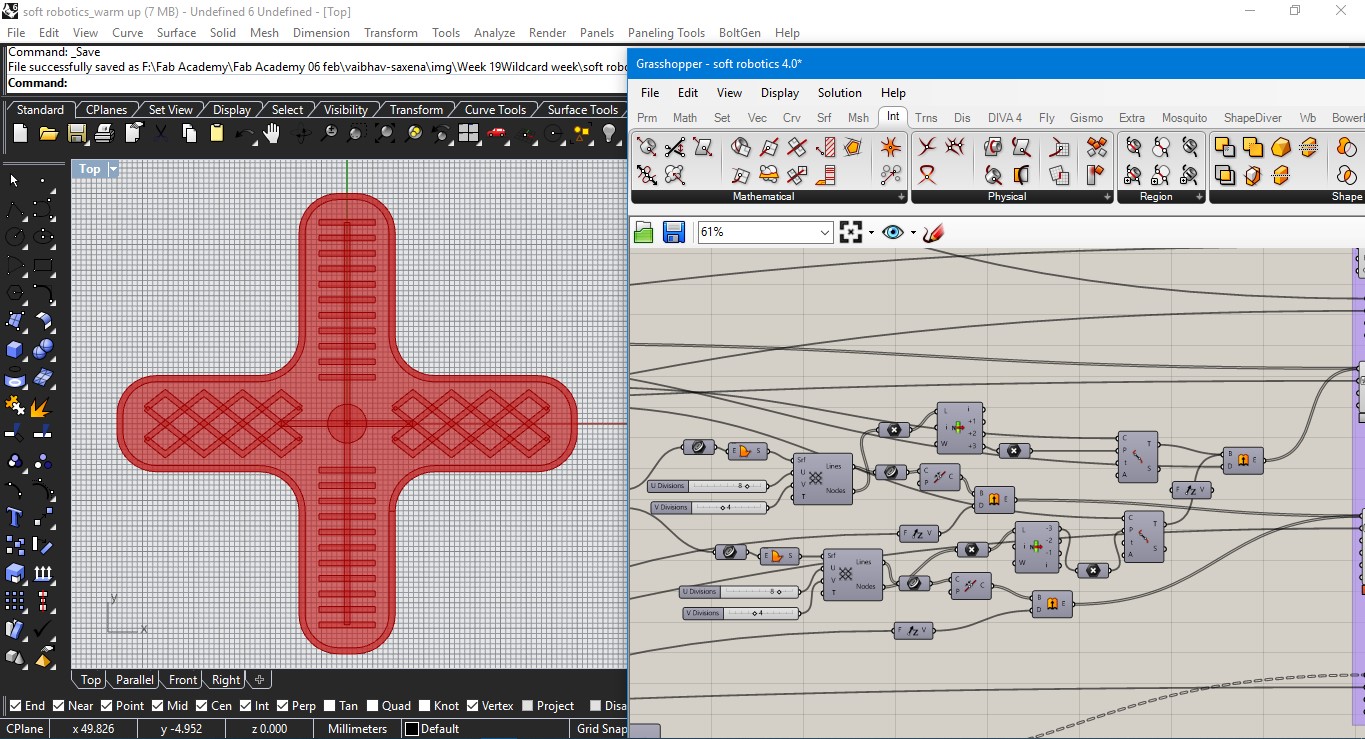 soft robotics_warm up (7 MB) - Undefined 6 Undefined - [Top]
File Edit View Curve Surface Solid Mesh Dimension Transform Tools Analyze Render Panels Paneling Tools BoltGen Help
Command: _Save
File successfully saved as F:\Fab Academy\Fab Academy 06 feb\vaibhav-saxena\img\Week 19Wildcard week\soft robo
Command:
Standard CPlanes Set View Display Select Visibility Transform Curve Tools Surface Tools
Top
y
x
Top Parallel Front Right
End Near Point Mid Cen Int Perp Tan Quad Knot Vertex Project Disa
CPlane x 49.826 y -4.952 z 0.000 Millimeters Default Grid Snap
Grasshopper - soft robotics 4.0*
File Edit View Display Solution Help
Prm Math Set Vec Crv Srf Msh Int Trns Dis DIVA 4 Fly Gismo Extra Mosquito ShapeDiver Wb Bowerl
Mathematical Physical Region Shape
61%
L i
+1
i +2
W +3
E S
Srf Lines
U
V Nodes
T
U Divisions 8
V Divisions 4
C P C
B D E
C T
P
t
A S
B D E
F V
F V
L -3
-2
i -1
W i
C T
P
t
A S
E S
Srf Lines
U
V Nodes
T
U Divisions 8
V Divisions 4
C P C
B D E
F V